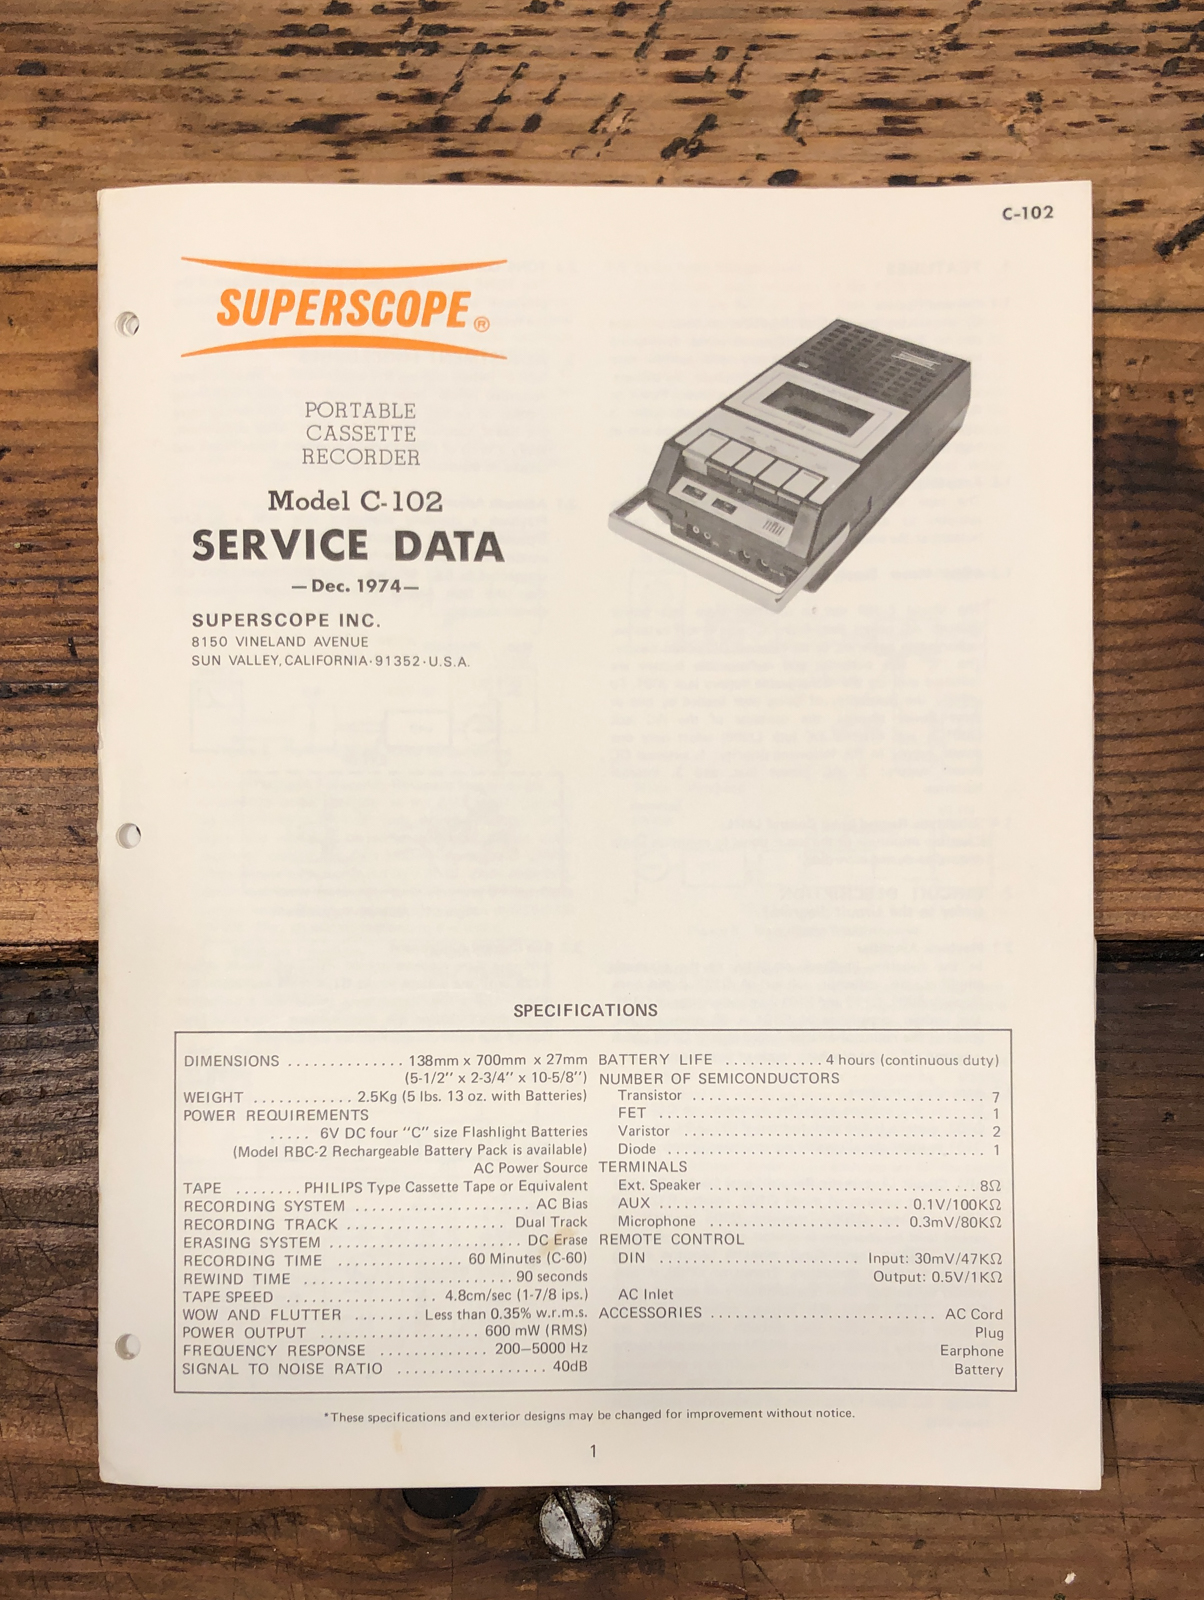 C-102
SUPERSCOPE®
PORTABLE
CASSETTE
RECORDER
Model C-102
SERVICE DATA
—Dec. 1974—
SUPERSCOPE INC.
8150 VINELAND AVENUE
SUN VALLEY, CALIFORNIA·91352·U.S.A.
SPECIFICATIONS
DIMENSIONS .............. 138mm x 700mm x 27mm
(5-1/2" x 2-3/4" x 10-5/8")
WEIGHT ............ 2.5Kg (5 lbs. 13 oz. with Batteries)
POWER REQUIREMENTS
..... 6V DC four "C" size Flashlight Batteries
(Model RBC-2 Rechargeable Battery Pack is available)
AC Power Source
TAPE ........ PHILIPS Type Cassette Tape or Equivalent
RECORDING SYSTEM ..................... AC Bias
RECORDING TRACK ................... Dual Track
ERASING SYSTEM ....................... DC Erase
RECORDING TIME ............... 60 Minutes (C-60)
REWIND TIME ......................... 90 seconds
TAPE SPEED .................. 4.8cm/sec (1-7/8 ips.)
WOW AND FLUTTER ........ Less than 0.35% w.r.m.s.
POWER OUTPUT ................... 600 mW (RMS)
FREQUENCY RESPONSE ............. 200—5000 Hz
SIGNAL TO NOISE RATIO .................. 40dB
BATTERY LIFE ............ 4 hours (continuous duty)
NUMBER OF SEMICONDUCTORS
Transistor .................................... 7
FET ........................................ 1
Varistor ..................................... 2
Diode ...................................... 1
TERMINALS
Ext. Speaker ................................. 8Ω
AUX .............................. 0.1V/100KΩ
Microphone ....................... 0.3mV/80KΩ
REMOTE CONTROL
DIN ........................ Input: 30mV/47KΩ
Output: 0.5V/1KΩ
AC Inlet
ACCESSORIES ........................... AC Cord
Plug
Earphone
Battery
*These specifications and exterior designs may be changed for improvement without notice.
1